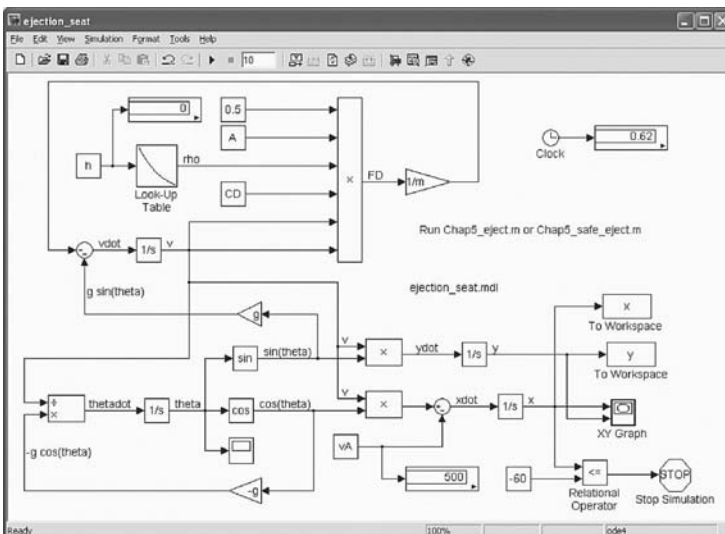 ejection_seat
File Edit View Simulation Format Tools Help
10
0
0.5
A
h
rho
Look-Up
Table
CD
×
FD
1/m
0.62
Clock
Run Chap5_eject.m or Chap5_safe_eject.m
vdot
1/s
v
g sin(theta)
ejection_seat.mdl
g
x
To Workspace
sin
sin(theta)
v
×
ydot
1/s
y
y
To Workspace
÷
×
thetadot
1/s
theta
cos
cos(theta)
v
×
xdot
1/s
x
XY Graph
-g cos(theta)
vA
-g
500
-60
<=
Relational
Operator
STOP
Stop Simulation
Ready
100%
ode4